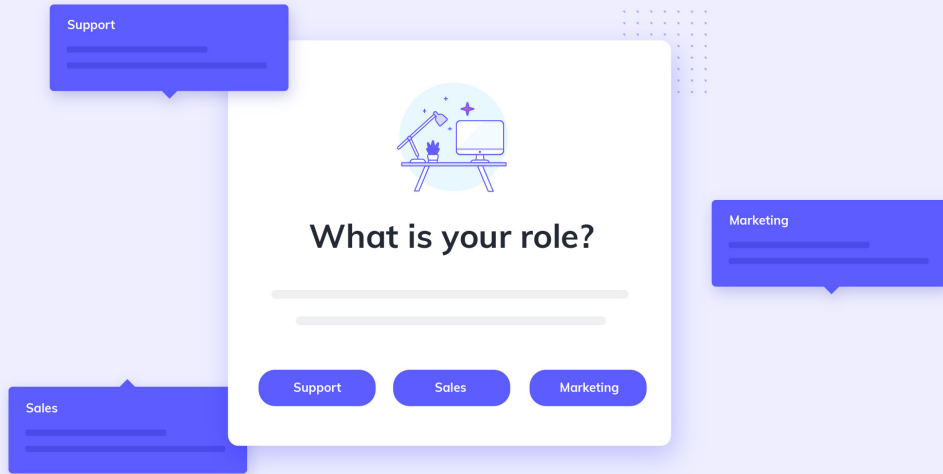 Support
What is your role?
Marketing
Support Sales Marketing
Sales